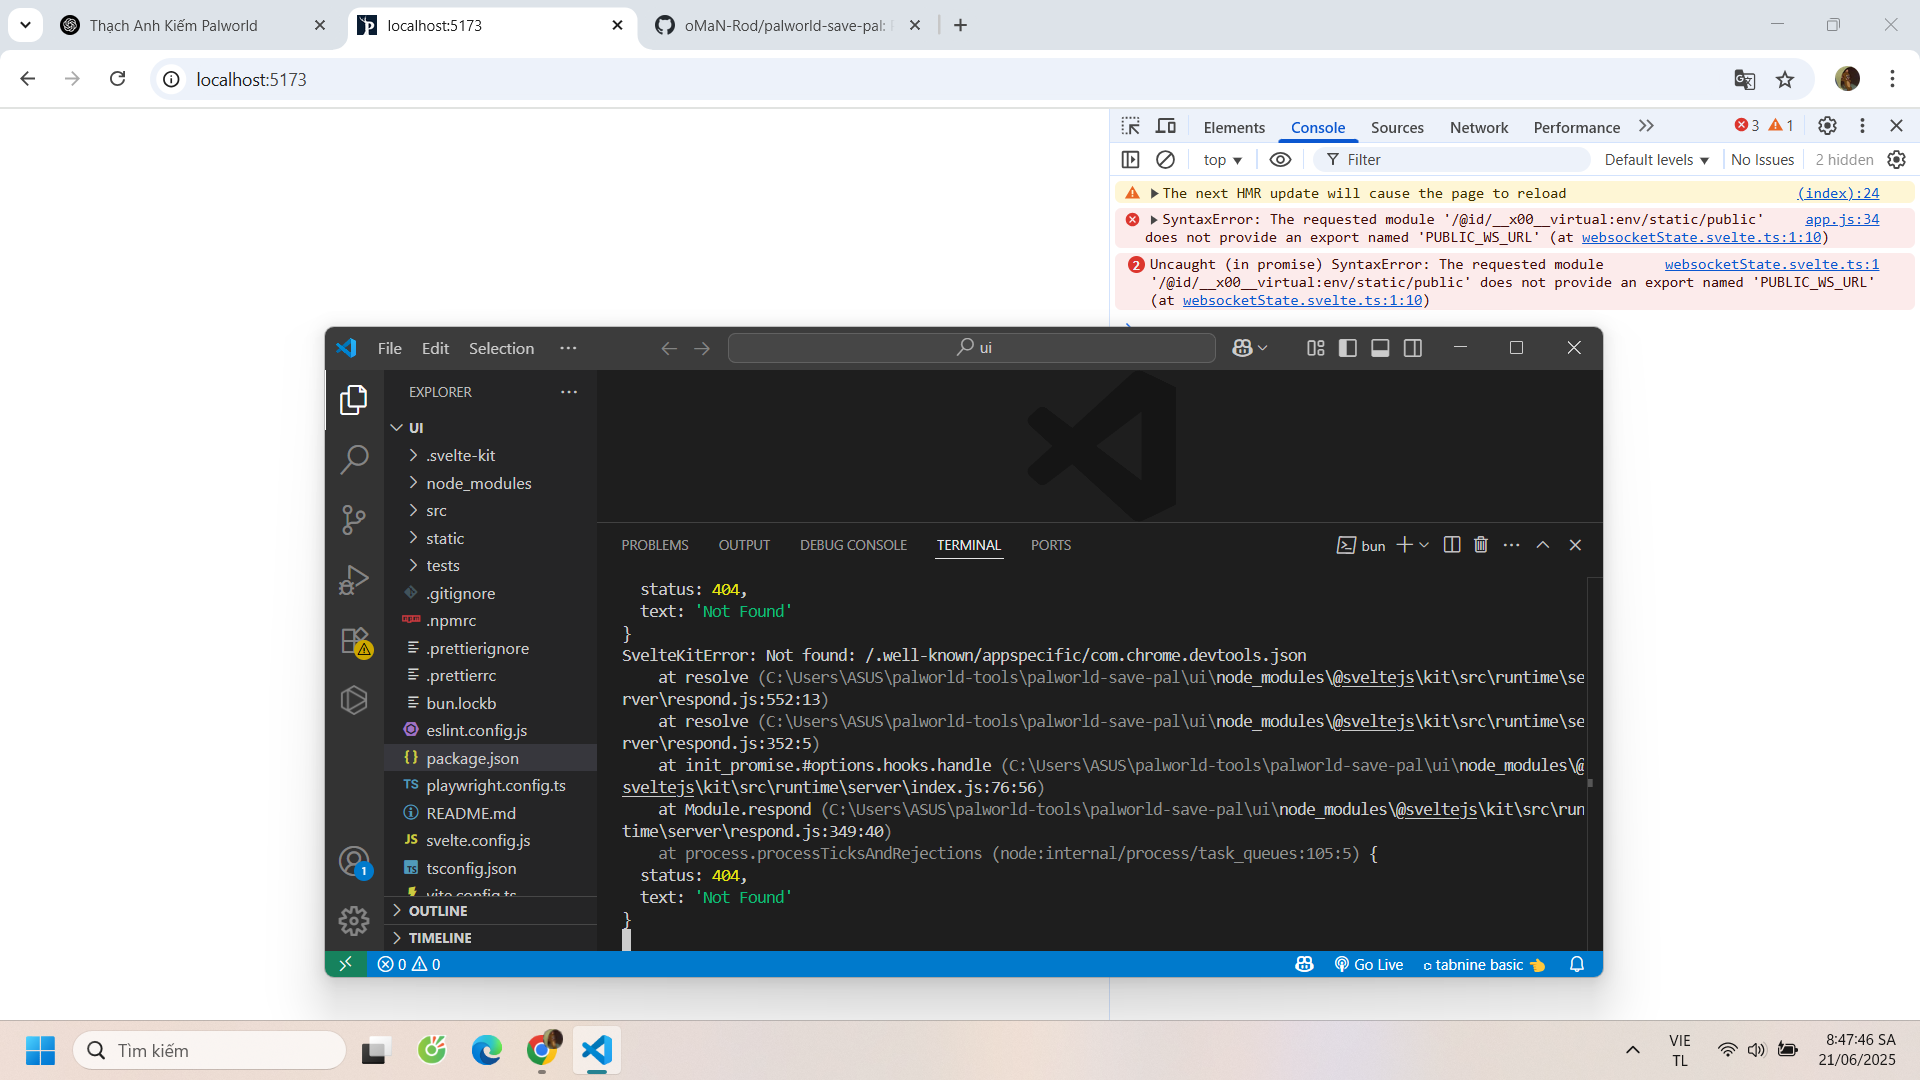 Thạch Anh Kiếm Palworld
localhost:5173
oMaN-Rod/palworld-save-pal:
localhost:5173
Elements Console Sources Network Performance 3 1
top Filter Default levels No Issues 2 hidden
The next HMR update will cause the page to reload (index):24
SyntaxError: The requested module '/@id/__x00__virtual:env/static/public' app.js:34
does not provide an export named 'PUBLIC_WS_URL' (at websocketState.svelte.ts:1:10)
2 Uncaught (in promise) SyntaxError: The requested module websocketState.svelte.ts:1
'/@id/__x00__virtual:env/static/public' does not provide an export named 'PUBLIC_WS_URL'
(at websocketState.svelte.ts:1:10)
File Edit Selection ui
EXPLORER
UI
.svelte-kit
node_modules
src
static
tests
.gitignore
.npmrc
.prettierignore
.prettierrc
bun.lockb
eslint.config.js
package.json
playwright.config.ts
README.md
svelte.config.js
tsconfig.json
vite.config.ts
OUTLINE
TIMELINE
1
PROBLEMS OUTPUT DEBUG CONSOLE TERMINAL PORTS bun
status: 404,
text: 'Not Found'
}
SvelteKitError: Not found: /.well-known/appspecific/com.chrome.devtools.json
at resolve (C:\Users\ASUS\palworld-tools\palworld-save-pal\ui\node_modules\@sveltejs\kit\src\runtime\se
rver\respond.js:552:13)
at resolve (C:\Users\ASUS\palworld-tools\palworld-save-pal\ui\node_modules\@sveltejs\kit\src\runtime\se
rver\respond.js:352:5)
at init_promise.#options.hooks.handle (C:\Users\ASUS\palworld-tools\palworld-save-pal\ui\node_modules\@
sveltejs\kit\src\runtime\server\index.js:76:56)
at Module.respond (C:\Users\ASUS\palworld-tools\palworld-save-pal\ui\node_modules\@sveltejs\kit\src\run
time\server\respond.js:349:40)
at process.processTicksAndRejections (node:internal/process/task_queues:105:5) {
status: 404,
text: 'Not Found'
}
0 0 Go Live tabnine basic
Tìm kiếm
VIE
TL
8:47:46 SA
21/06/2025